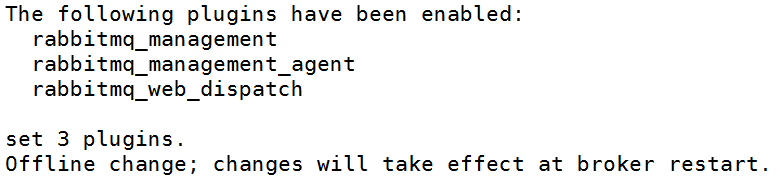 The following plugins have been enabled:
  rabbitmq_management
  rabbitmq_management_agent
  rabbitmq_web_dispatch

set 3 plugins.
Offline change; changes will take effect at broker restart.